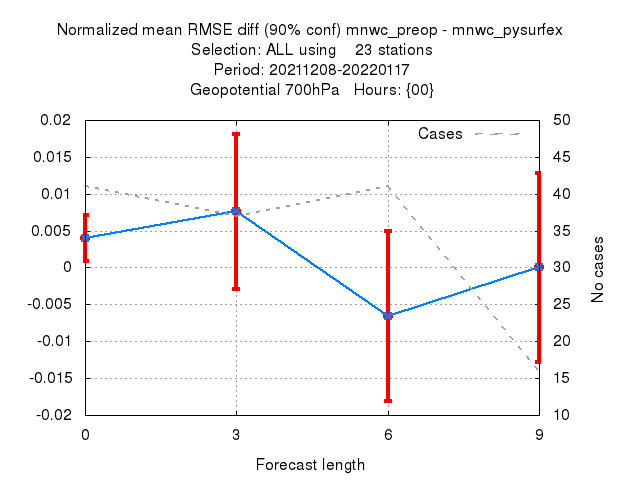 Normalized mean RMSE diff (90% conf) mnwc_preop - mnwc_pysurfex
Selection: ALL using    23 stations
Period: 20211208-20220117
Geopotential 700hPa   Hours: {00}
Cases
0.02
0.015
0.01
0.005
0
-0.005
-0.01
-0.015
-0.02
50
45
40
35
30
25
20
15
10
No cases
0 3 6 9
Forecast length